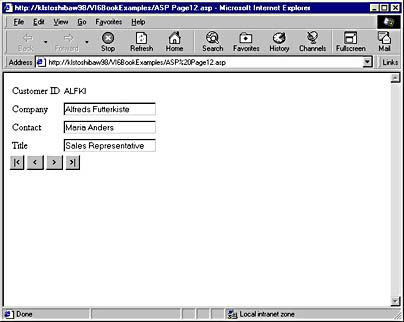 http://klstoshibaw98/VI6BookExamples/ASP Page12.asp - Microsoft Internet Explorer
File Edit View Go Favorites Help
Back Forward Stop Refresh Home Search Favorites History Channels Fullscreen Mail
Address http://klstoshibaw98/VI6BookExamples/ASP%20Page12.asp Links
Customer ID ALFKI
Company Alfreds Futterkiste
Contact Maria Anders
Title Sales Representative
|< < > >|
Done Local intranet zone